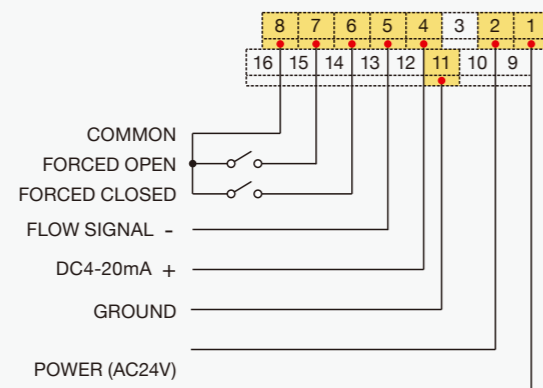 8 7 6 5 4 3 2 1
16 15 14 13 12 11 10 9
COMMON
FORCED OPEN
FORCED CLOSED
FLOW SIGNAL -
DC4-20mA +
GROUND
POWER (AC24V)